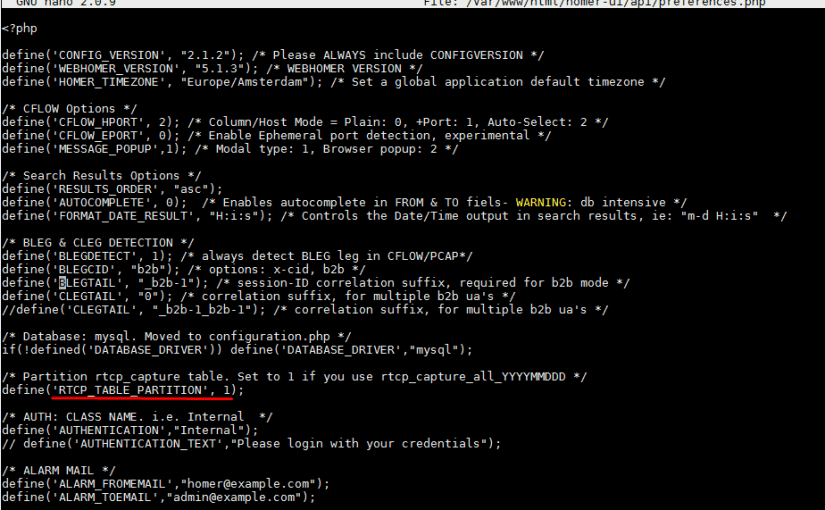 GNU nano 2.0.9 File: /var/www/html/homer-ui/api/preferences.php
<?php
define('CONFIG_VERSION', "2.1.2"); /* Please ALWAYS include CONFIGVERSION */
define('WEBHOMER_VERSION', "5.1.3"); /* WEBHOMER VERSION */
define('HOMER_TIMEZONE', "Europe/Amsterdam"); /* Set a global application default timezone */
/* CFLOW Options */
define('CFLOW_HPORT', 2); /* Column/Host Mode = Plain: 0, +Port: 1, Auto-Select: 2 */
define('CFLOW_EPORT', 0); /* Enable Ephemeral port detection, experimental */
define('MESSAGE_POPUP',1); /* Modal type: 1, Browser popup: 2 */
/* Search Results Options */
define('RESULTS_ORDER', "asc");
define('AUTOCOMPLETE', 0);  /* Enables autocomplete in FROM & TO fiels- WARNING: db intensive */
define('FORMAT_DATE_RESULT', "H:i:s"); /* Controls the Date/Time output in search results, ie: "m-d H:i:s"  */
/* BLEG & CLEG DETECTION */
define('BLEGDETECT', 1); /* always detect BLEG leg in CFLOW/PCAP*/
define('BLEGCID', "b2b"); /* options: x-cid, b2b */
define('BLEGTAIL', "_b2b-1"); /* session-ID correlation suffix, required for b2b mode */
define('CLEGTAIL', "0"); /* correlation suffix, for multiple b2b ua's */
//define('CLEGTAIL', "_b2b-1_b2b-1"); /* correlation suffix, for multiple b2b ua's */
/* Database: mysql. Moved to configuration.php */
if(!defined('DATABASE_DRIVER')) define('DATABASE_DRIVER',"mysql");
/* Partition rtcp_capture table. Set to 1 if you use rtcp_capture_all_YYYYMMDDD */
define('RTCP_TABLE_PARTITION', 1);
/* AUTH: CLASS NAME. i.e. Internal  */
define('AUTHENTICATION',"Internal");
// define('AUTHENTICATION_TEXT',"Please login with your credentials");
/* ALARM MAIL */
define('ALARM_FROMEMAIL',"homer@example.com");
define('ALARM_TOEMAIL',"admin@example.com");